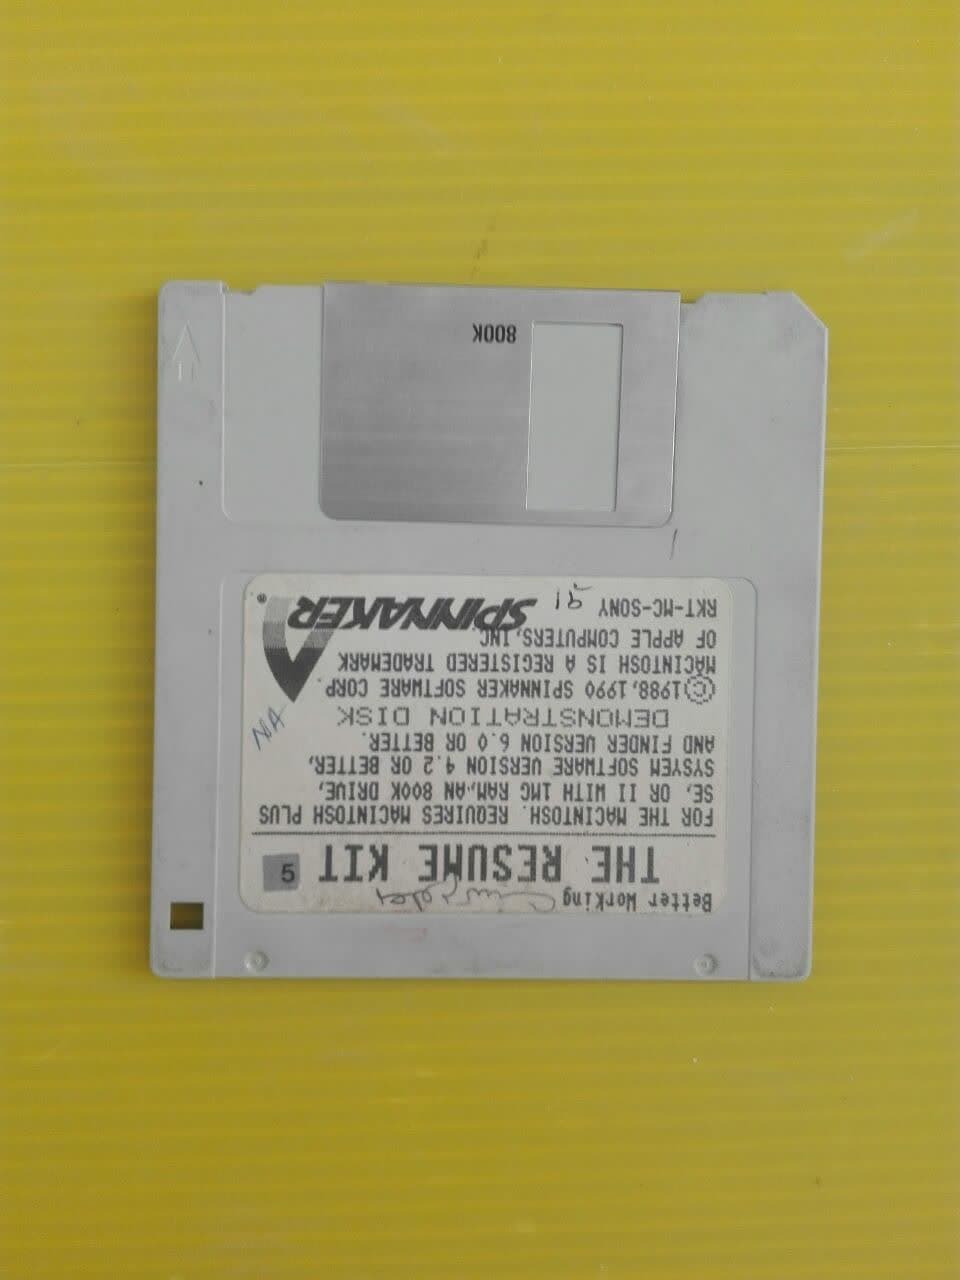 Better Working
THE RESUME KIT 5
FOR THE MACINTOSH. REQUIRES MACINTOSH PLUS
SE, OR II WITH 1MG RAM, AN 800K DRIVE,
SYSYEM SOFTWARE VERSION 4.2 OR BETTER,
AND FINDER VERSION 6.0 OR BETTER.
DEMONSTRATION DISK
N/A
©1988,1990 SPINNAKER SOFTWARE CORP.
MACINTOSH IS A REGISTERED TRADEMARK
OF APPLE COMPUTERS, INC.
RKT-MC-SONY
SPINNAKER®
800K